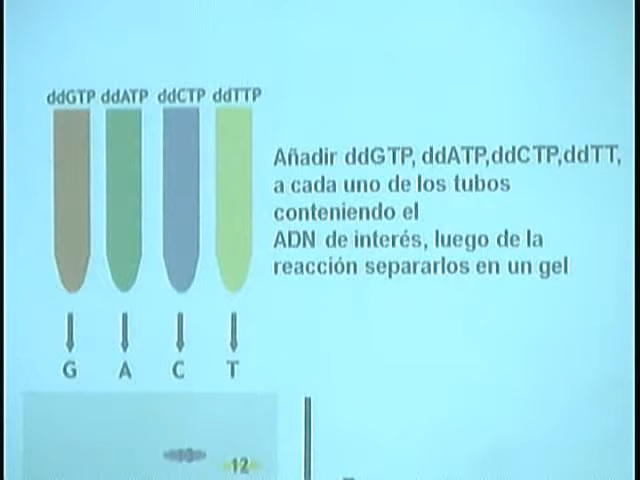 ddGTP ddATP ddCTP ddTTP
Añadir ddGTP, ddATP,ddCTP,ddTT,
a cada uno de los tubos
conteniendo el
ADN de interés, luego de la
reacción separarlos en un gel
G A C T
13
12